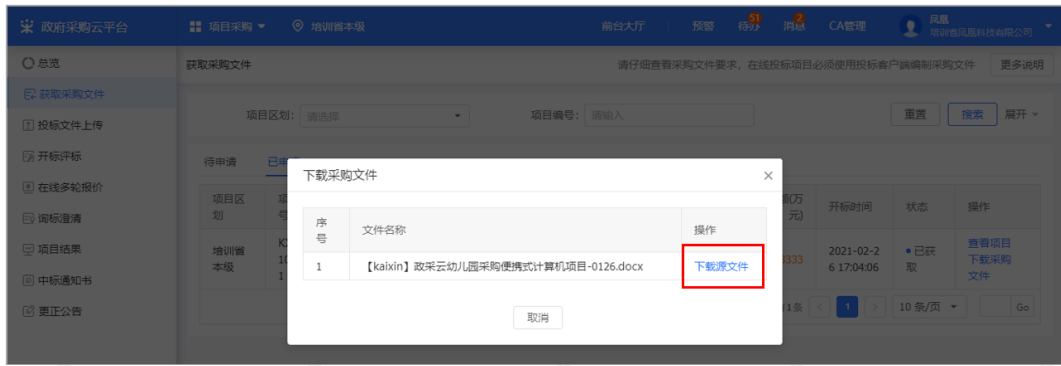 政府采购云平台
项目采购
培训省本级
前台大厅
预警
待办
51
消息
2
CA管理
凤凰
培训省凤凰科技有限公司
总览
获取采购文件
投标文件上传
开标评标
在线多轮报价
询标澄清
项目结果
中标通知书
更正公告
获取采购文件
请仔细查看采购文件要求，在线投标项目必须使用投标客户端编制采购文件
更多说明
项目区划：
请选择
项目编号：
请输入
重置
搜索
展开
待申请
下载采购文件
序
号
文件名称
操作
1
【kaixin】政采云幼儿园采购便携式计算机项目-0126.docx
下载源文件
取消
项目区
划
元)
开标时间
状态
操作
培训省
本级
3333
2021-02-2
6 17:04:06
已获
取
查看项目
下载采购
文件
1条
1
10 条/页
Go